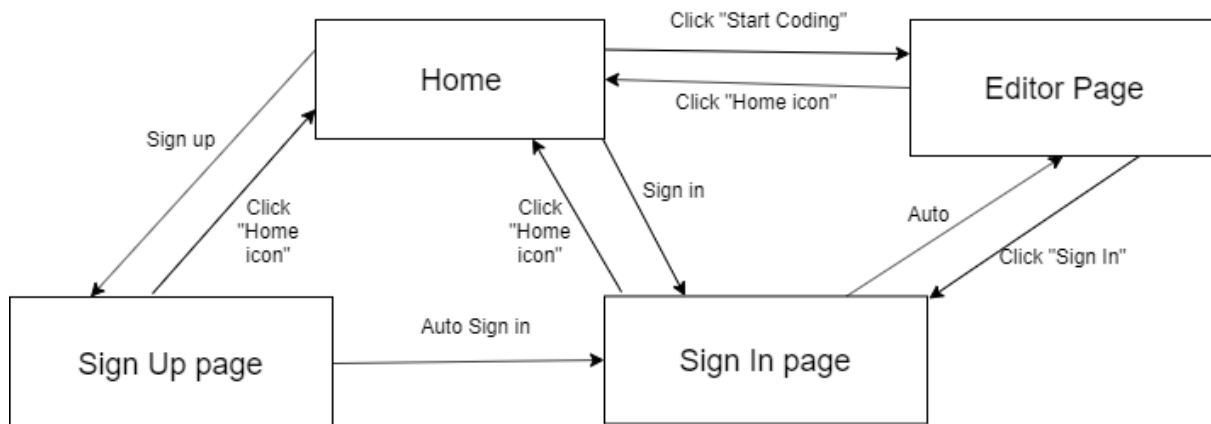 Click "Start Coding"
Home
Editor Page
Click "Home icon"
Sign up
Sign in
Click
"Home
icon"
Click
"Home
icon"
Auto
Click "Sign In"
Auto Sign in
Sign Up page
Sign In page